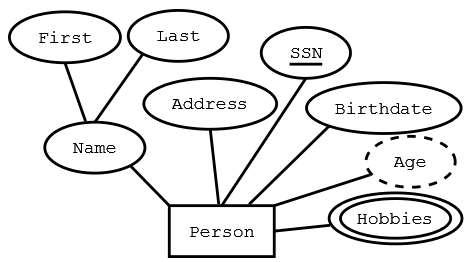 First
Last
SSN
Address
Birthdate
Name
Age
Hobbies
Person